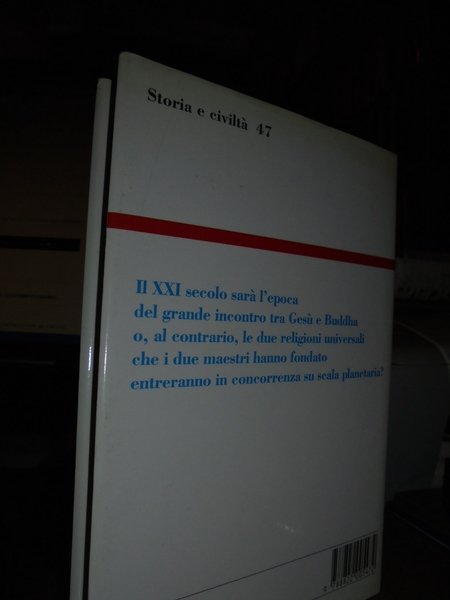 Storia e civiltà 47
Il XXI secolo sarà l'epoca
del grande incontro tra Gesù e Buddha
o, al contrario, le due religioni universali
che i due maestri hanno fondato
entreranno in concorrenza su scala planetaria?